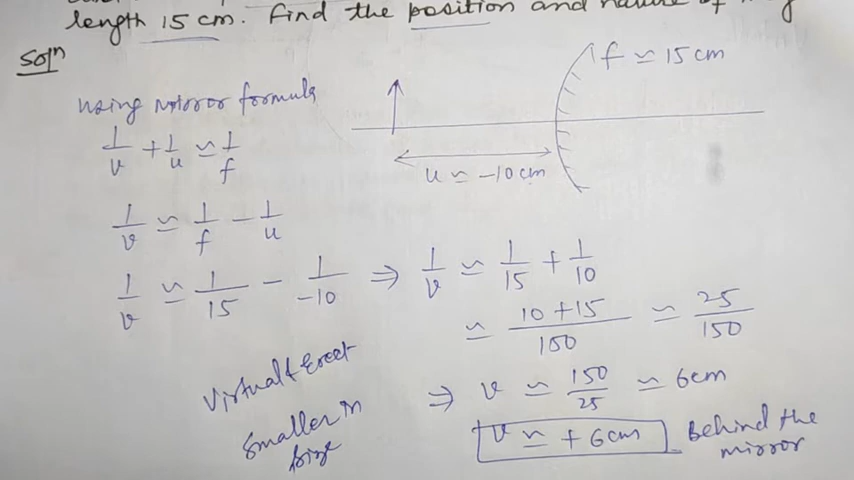 length 15 cm. Find the position and nature of
Solⁿ
f ≃ 15 cm
Using Mirror formula
1/v + 1/u ≃ 1/f
u ≃ -10 cm
1/v ≃ 1/f - 1/u
1/v ≃ 1/15 - 1/-10 ⇒ 1/v ≃ 1/15 + 1/10
≃ 10+15/150 ≃ 25/150
Virtual & Erect
⇒ v ≃ 150/25 ≃ 6cm
Smaller in
size
v ≃ +6cm Behind the
mirror